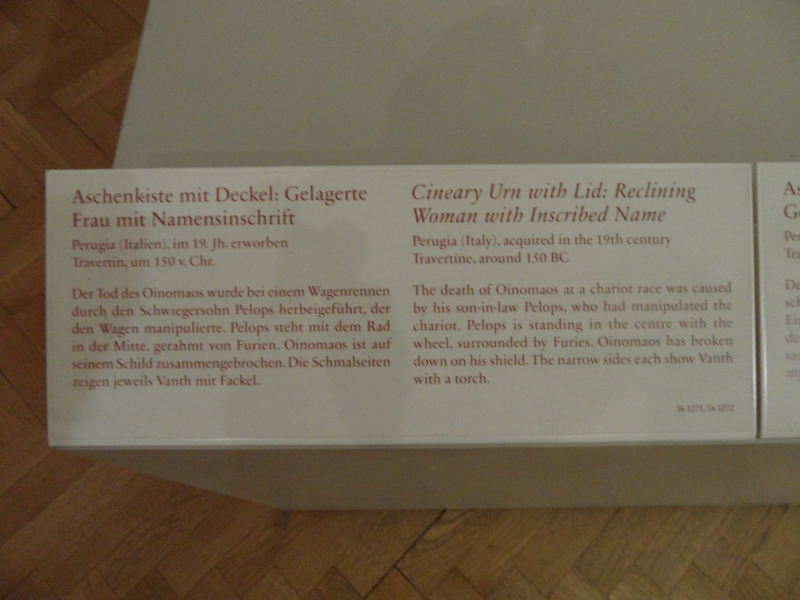 Aschenkiste mit Deckel: Gelagerte
Frau mit Namensinschrift
Perugia (Italien), im 19. Jh. erworben
Travertin, um 150 v. Chr.
Der Tod des Oinomaos wurde bei einem Wagenrennen
durch den Schwiegersohn Pelops herbeigeführt, der
den Wagen manipulierte. Pelops steht mit dem Rad
in der Mitte, gerahmt von Furien. Oinomaos ist auf
seinem Schild zusammengebrochen. Die Schmalseiten
zeigen jeweils Vanth mit Fackel.
Cineary Urn with Lid: Reclining
Woman with Inscribed Name
Perugia (Italy), acquired in the 19th century
Travertine, around 150 BC
The death of Oinomaos at a chariot race was caused
by his son-in-law Pelops, who had manipulated the
chariot. Pelops is standing in the centre with the
wheel, surrounded by Furies. Oinomaos has broken
down on his shield. The narrow sides each show Vanth
with a torch.
Sk 1271, Sk 1272